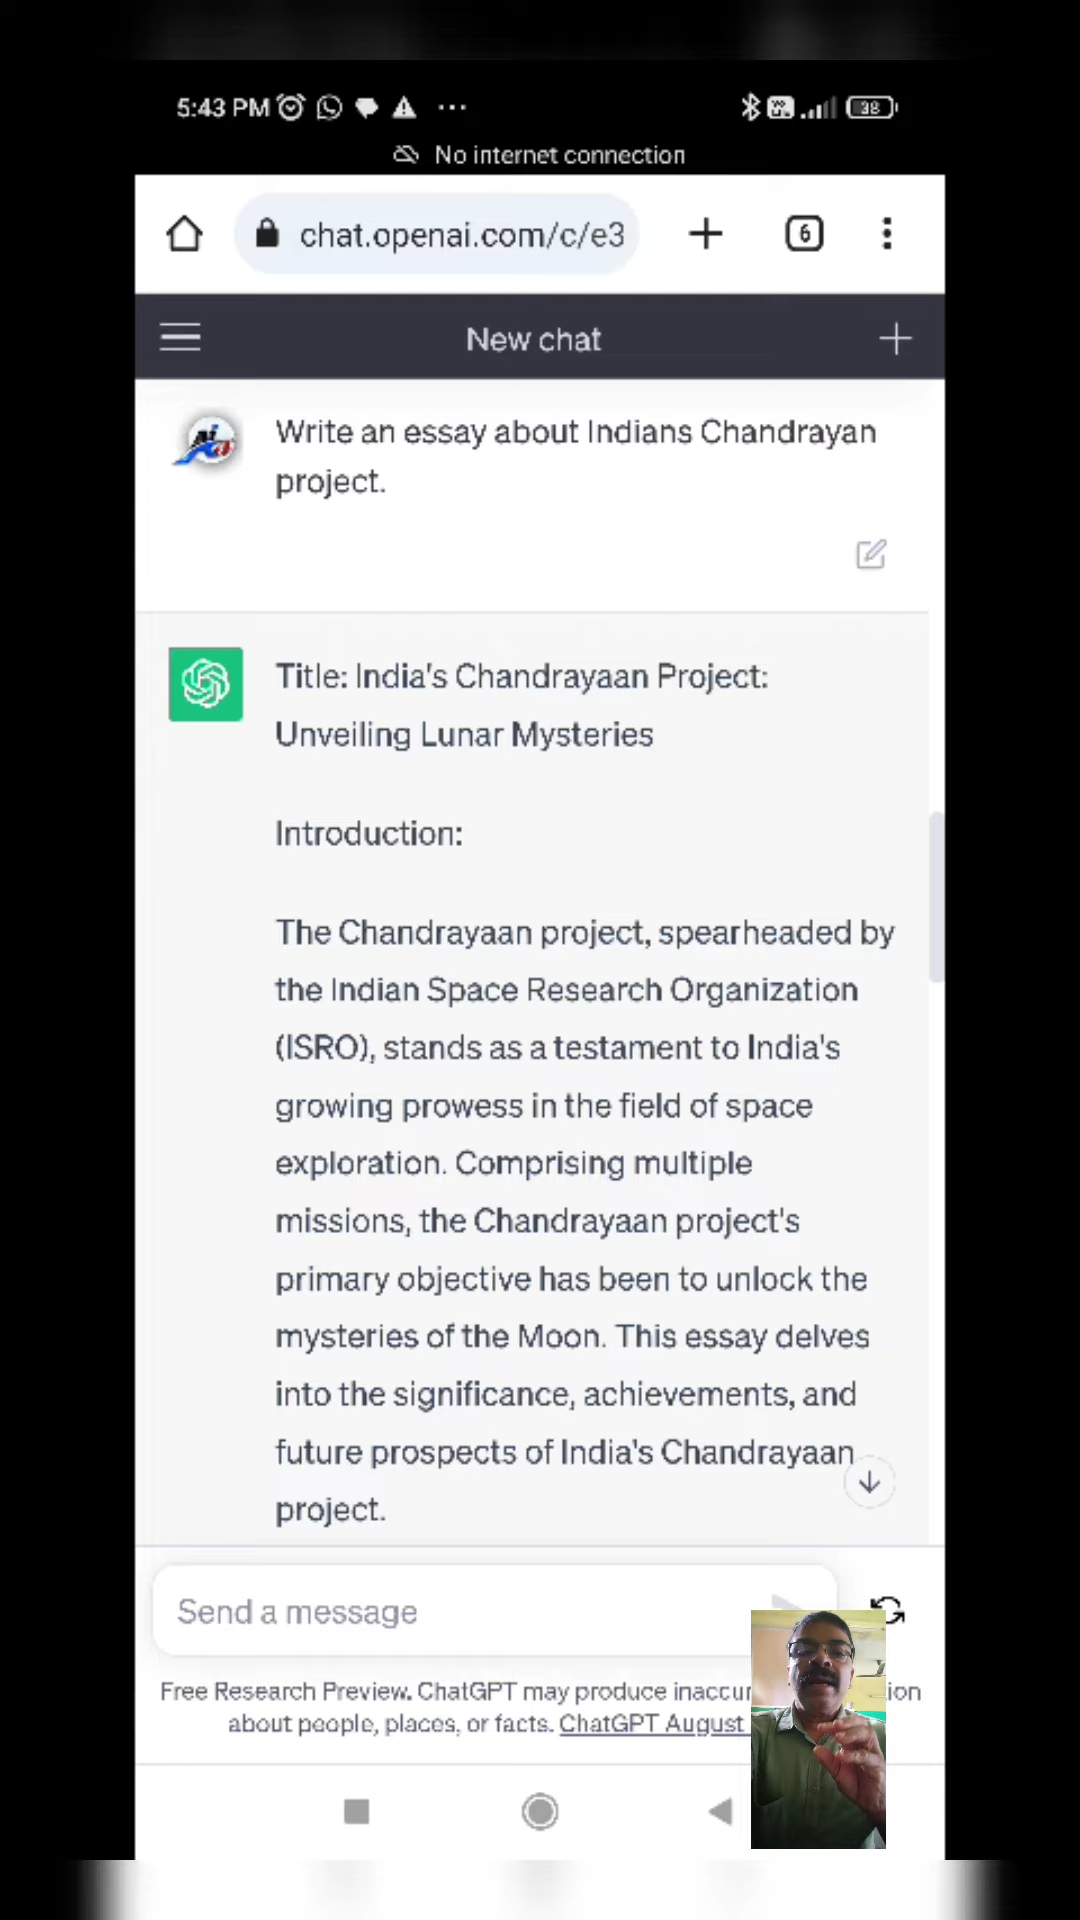 5:43 PM
38
No internet connection
chat.openai.com/c/e3
6
New chat
Write an essay about Indians Chandrayan
project.
Title: India's Chandrayaan Project:
Unveiling Lunar Mysteries
Introduction:
The Chandrayaan project, spearheaded by
the Indian Space Research Organization
(ISRO), stands as a testament to India's
growing prowess in the field of space
exploration. Comprising multiple
missions, the Chandrayaan project's
primary objective has been to unlock the
mysteries of the Moon. This essay delves
into the significance, achievements, and
future prospects of India's Chandrayaan
project.
Send a message
Free Research Preview. ChatGPT may produce
about people, places, or facts. ChatGPT August